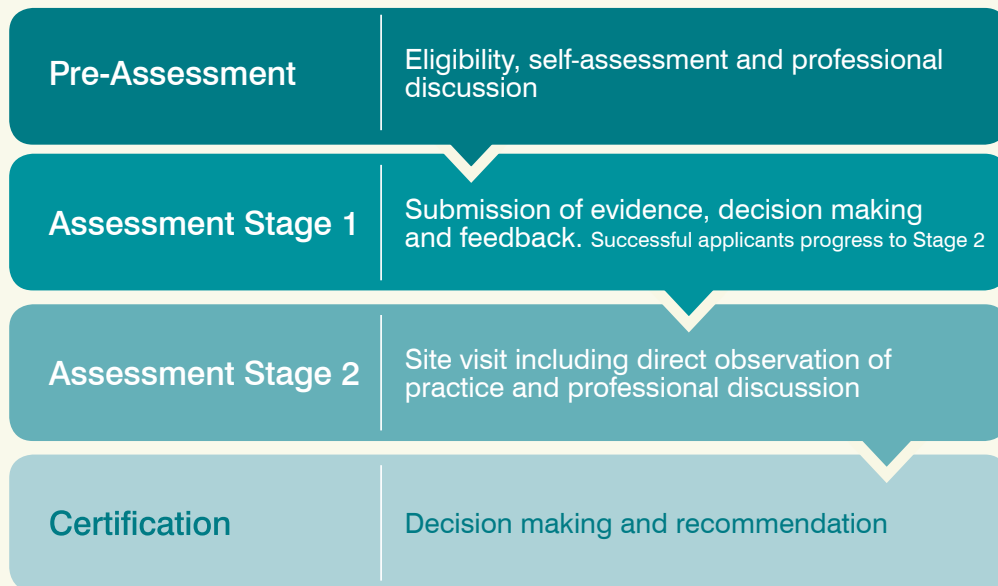 Pre-Assessment
Eligibility, self-assessment and professional
discussion
Assessment Stage 1
Submission of evidence, decision making
and feedback. Successful applicants progress to Stage 2
Assessment Stage 2
Site visit including direct observation of
practice and professional discussion
Certification
Decision making and recommendation